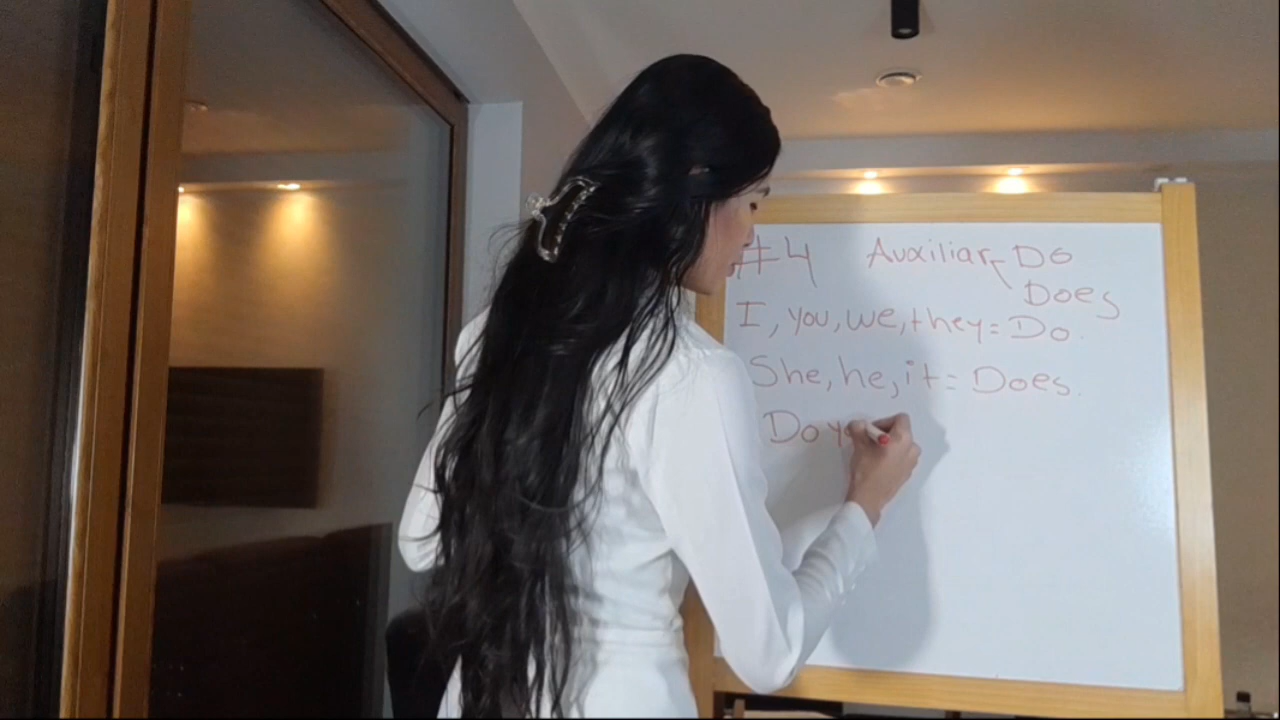 #4 Auxiliar Do
Does
I, you, we, they = Do.
She, he, it = Does.
Do